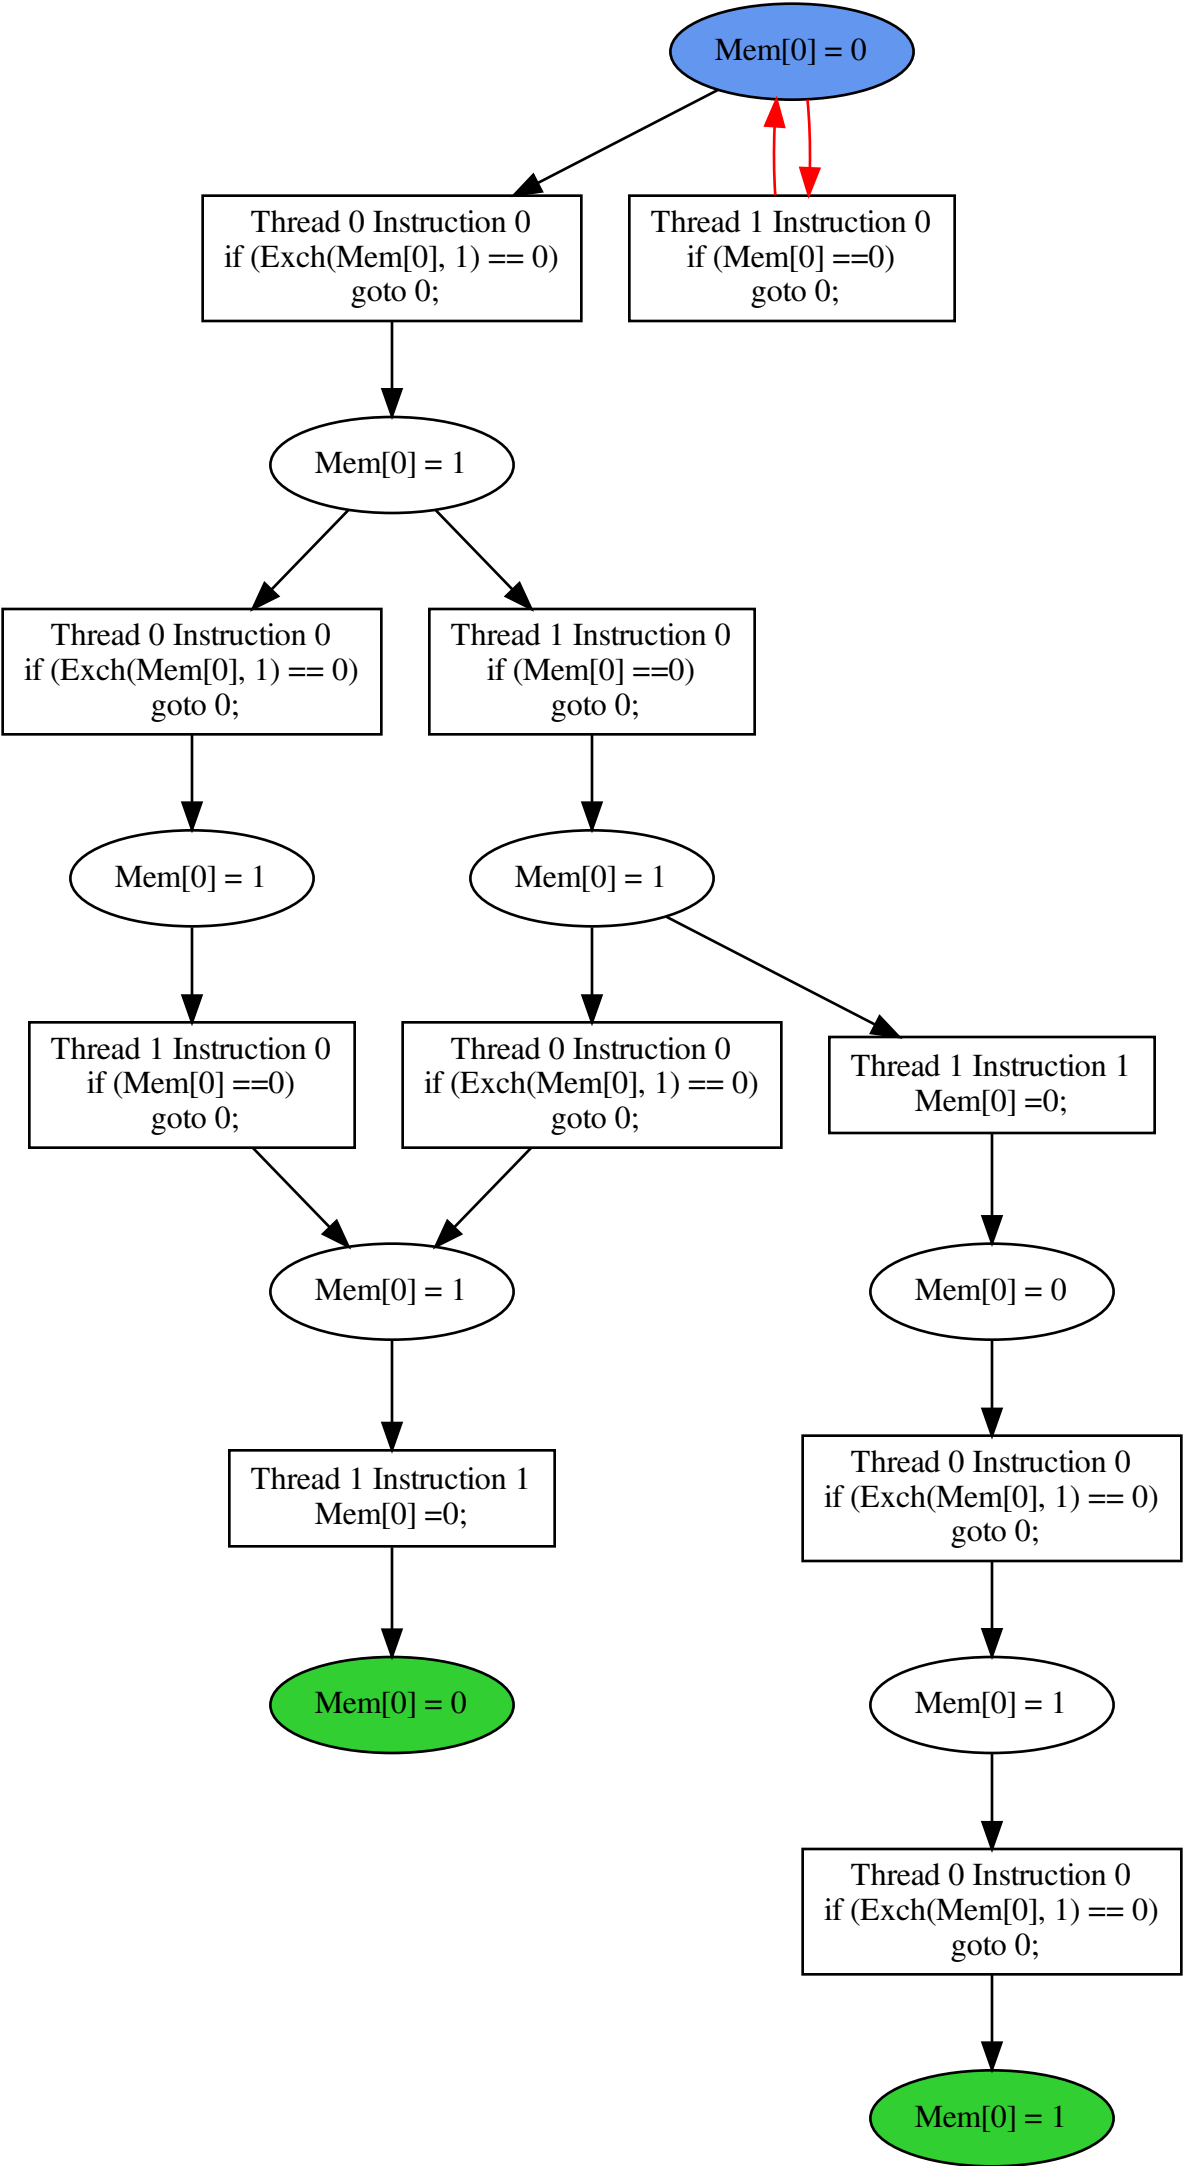 Mem[0] = 0
Thread 0 Instruction 0
if (Exch(Mem[0], 1) == 0)
goto 0;
Thread 1 Instruction 0
if (Mem[0] ==0)
goto 0;
Mem[0] = 1
Thread 0 Instruction 0
if (Exch(Mem[0], 1) == 0)
goto 0;
Thread 1 Instruction 0
if (Mem[0] ==0)
goto 0;
Mem[0] = 1
Mem[0] = 1
Thread 1 Instruction 0
if (Mem[0] ==0)
goto 0;
Thread 0 Instruction 0
if (Exch(Mem[0], 1) == 0)
goto 0;
Thread 1 Instruction 1
Mem[0] =0;
Mem[0] = 1
Mem[0] = 0
Thread 1 Instruction 1
Mem[0] =0;
Thread 0 Instruction 0
if (Exch(Mem[0], 1) == 0)
goto 0;
Mem[0] = 0
Mem[0] = 1
Thread 0 Instruction 0
if (Exch(Mem[0], 1) == 0)
goto 0;
Mem[0] = 1